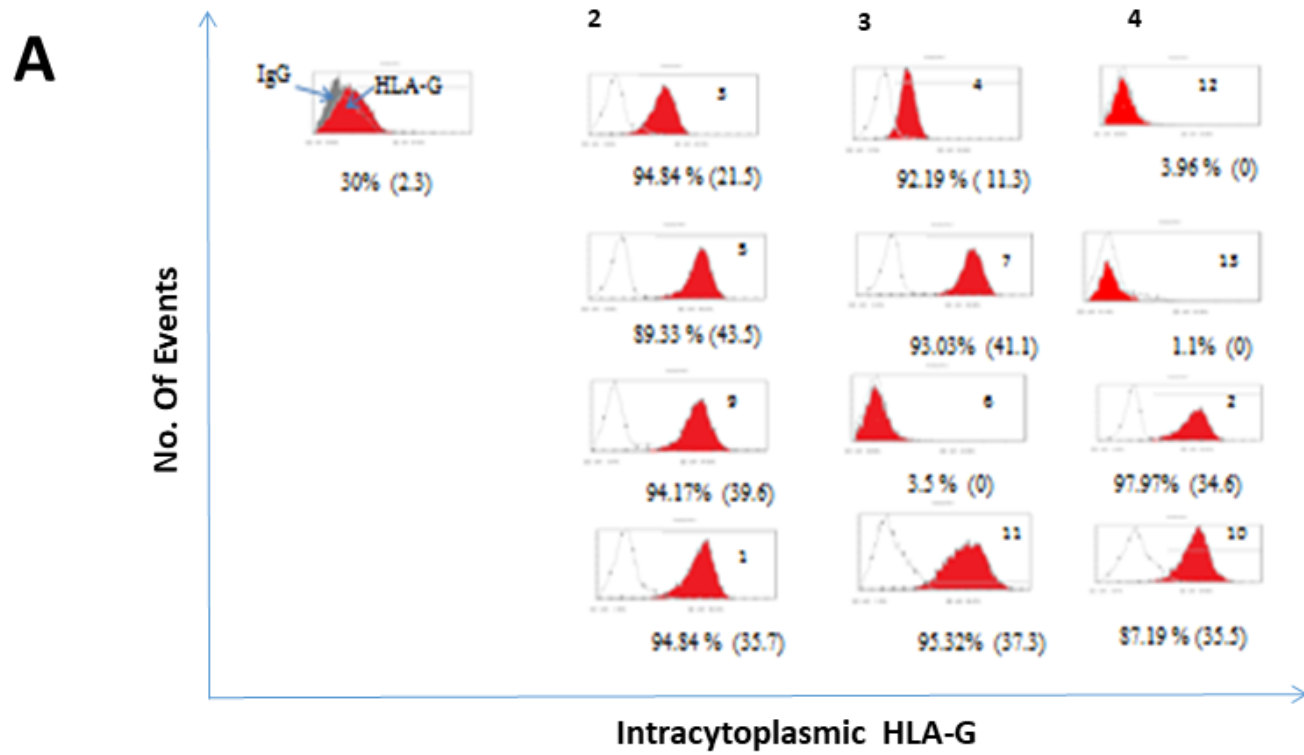 A
2 3 4
IgG HLA-G
3 4 12
30% (2.3) 94.84 % (21.5) 92.19 % ( 11.3) 3.96 % (0)
5 7 13
89.33 % (43.5) 93.03% (41.1) 1.1% (0)
9 6 2
94.17% (39.6) 3.5 % (0) 97.97% (34.6)
1 11 10
94.84 % (35.7) 95.32% (37.3) 87.19 % (35.5)
No. Of Events
Intracytoplasmic HLA-G